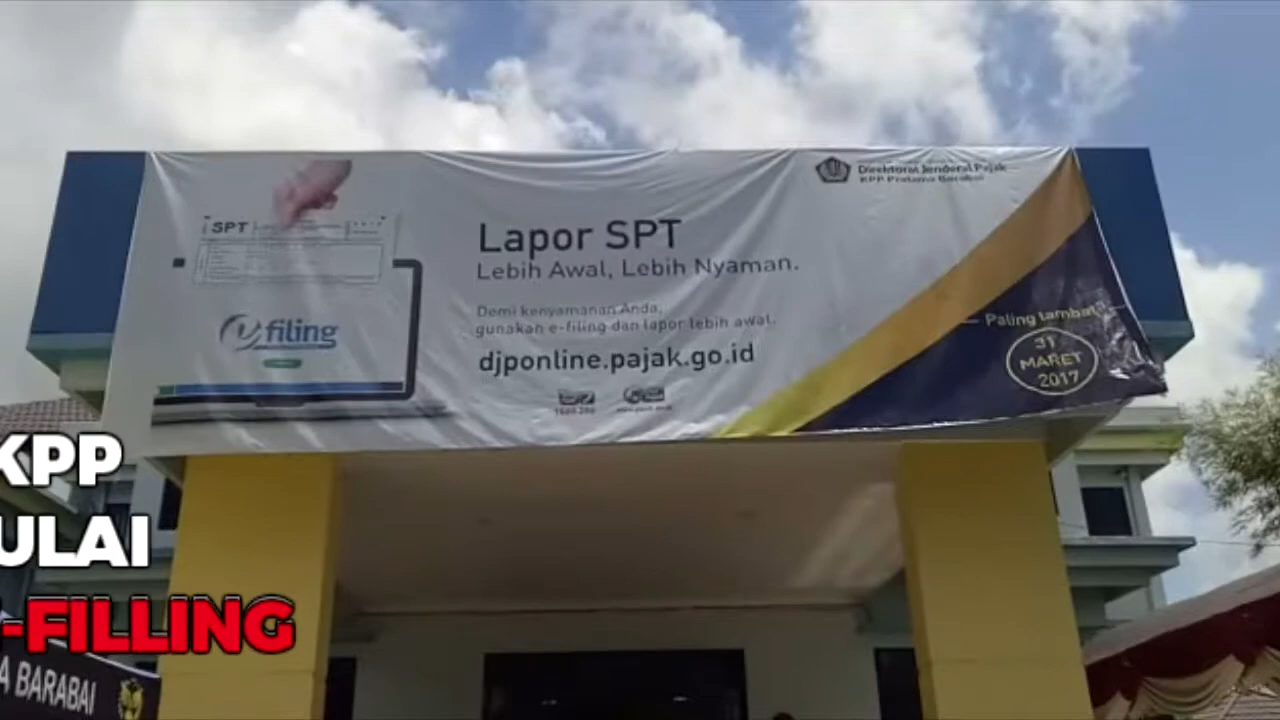 Direktorat Jenderal Pajak
KPP Pratama Barabai
SPT
Lapor SPT
Lebih Awal, Lebih Nyaman.
Demi kenyamanan Anda,
gunakan e-filing dan lapor lebih awal.
djponline.pajak.go.id
filing
Paling lambat
31
MARET
2017
KPP
ULAI
-FILLING
A BARABAI